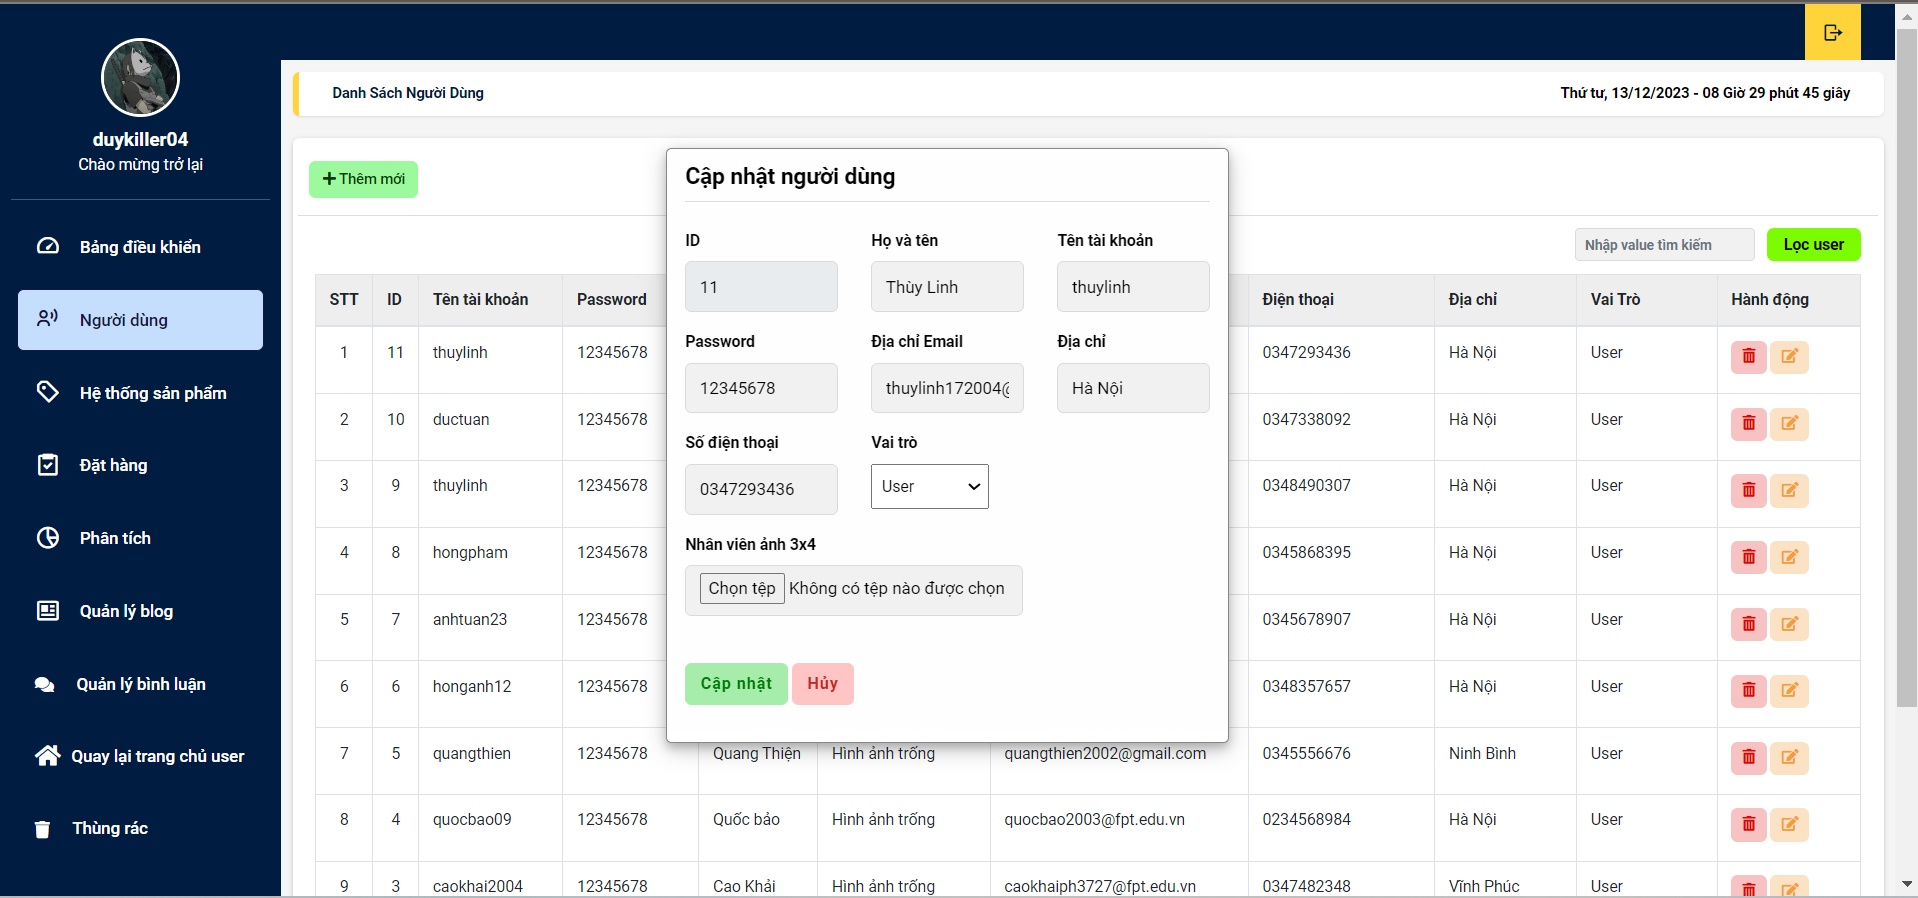 duykiller04
Chào mừng trở lại
Bảng điều khiển
Người dùng
Hệ thống sản phẩm
Đặt hàng
Phân tích
Quản lý blog
Quản lý bình luận
Quay lại trang chủ user
Thùng rác
Danh Sách Người Dùng
Thứ tư, 13/12/2023 - 08 Giờ 29 phút 45 giây
Thêm mới
Nhập value tìm kiếm
Lọc user
STT ID Tên tài khoản Password Điện thoại Địa chỉ Vai Trò Hành động
1 11 thuylinh 12345678 0347293436 Hà Nội User
2 10 ductuan 12345678 0347338092 Hà Nội User
3 9 thuylinh 12345678 0348490307 Hà Nội User
4 8 hongpham 12345678 0345868395 Hà Nội User
5 7 anhtuan23 12345678 0345678907 Hà Nội User
6 6 honganh12 12345678 0348357657 Hà Nội User
7 5 quangthien 12345678 Quang Thiện Hình ảnh trống quangthien2002@gmail.com 0345556676 Ninh Bình User
8 4 quocbao09 12345678 Quốc bảo Hình ảnh trống quocbao2003@fpt.edu.vn 0234568984 Hà Nội User
9 3 caokhai2004 12345678 Cao Khải Hình ảnh trống caokhaiph3727@fpt.edu.vn 0347482348 Vĩnh Phúc User
Cập nhật người dùng
ID Họ và tên Tên tài khoản
11 Thùy Linh thuylinh
Password Địa chỉ Email Địa chỉ
12345678 thuylinh172004@ Hà Nội
Số điện thoại Vai trò
0347293436 User
Nhân viên ảnh 3x4
Chọn tệp Không có tệp nào được chọn
Cập nhật Hủy